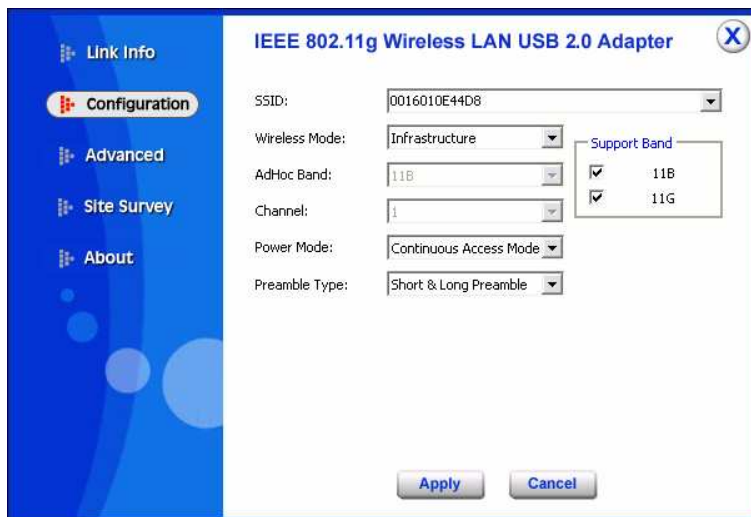 IEEE 802.11g Wireless LAN USB 2.0 Adapter
X
Link Info
Configuration
Advanced
Site Survey
About
SSID: 0016010E44D8
Wireless Mode: Infrastructure
AdHoc Band: 11B
Channel: 1
Power Mode: Continuous Access Mode
Preamble Type: Short & Long Preamble
Support Band
11B
11G
Apply
Cancel